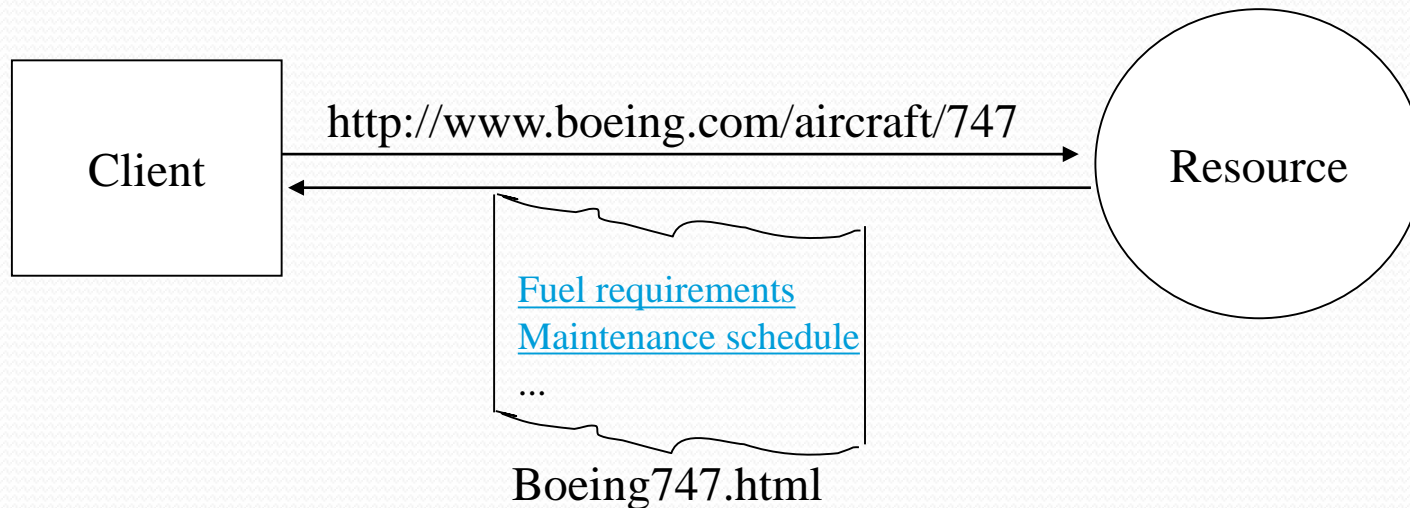 http://www.boeing.com/aircraft/747
Client
Resource
Fuel requirements
Maintenance schedule
...
Boeing747.html